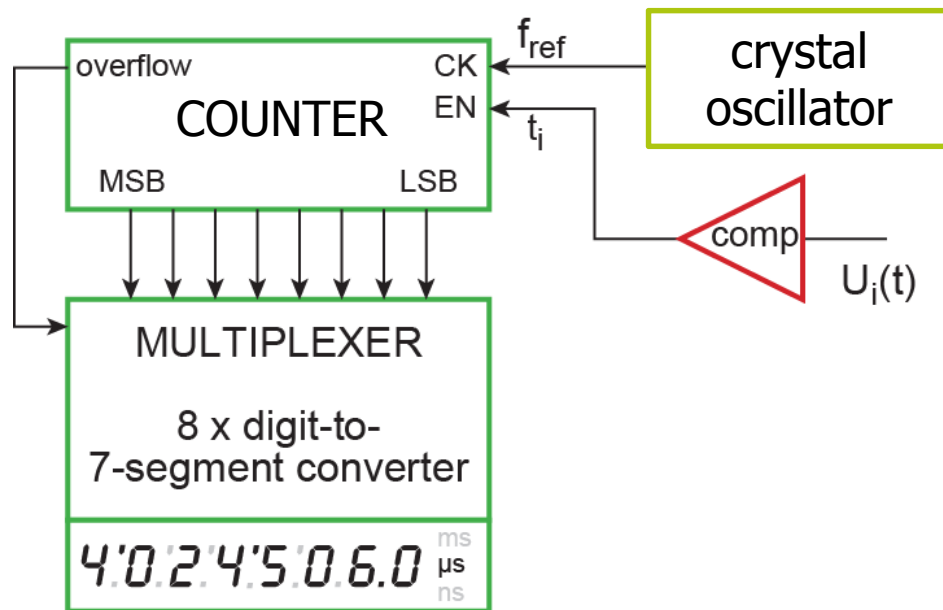 overflow
CK
EN
COUNTER
MSB
LSB
f_ref
t_i
crystal
oscillator
comp
U_i(t)
MULTIPLEXER
8 x digit-to-
7-segment converter
4'0.2.4'5.0.6.0
ms
µs
ns